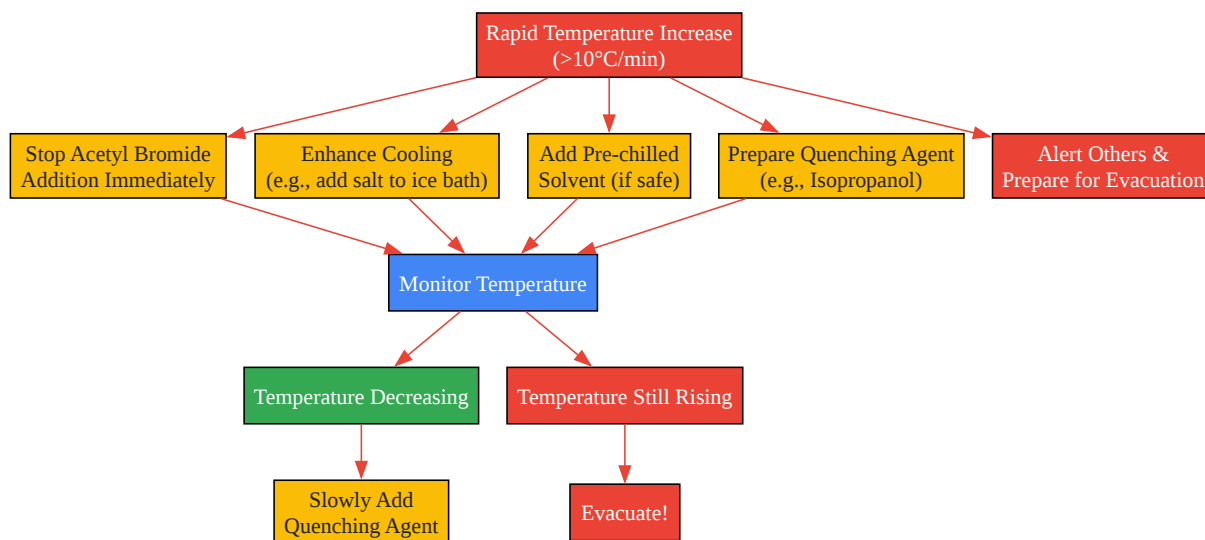 Rapid Temperature Increase
(>10°C/min)
Stop Acetyl Bromide
Addition Immediately
Enhance Cooling
(e.g., add salt to ice bath)
Add Pre-chilled
Solvent (if safe)
Prepare Quenching Agent
(e.g., Isopropanol)
Alert Others &
Prepare for Evacuation
Monitor Temperature
Temperature Decreasing
Temperature Still Rising
Slowly Add
Quenching Agent
Evacuate!